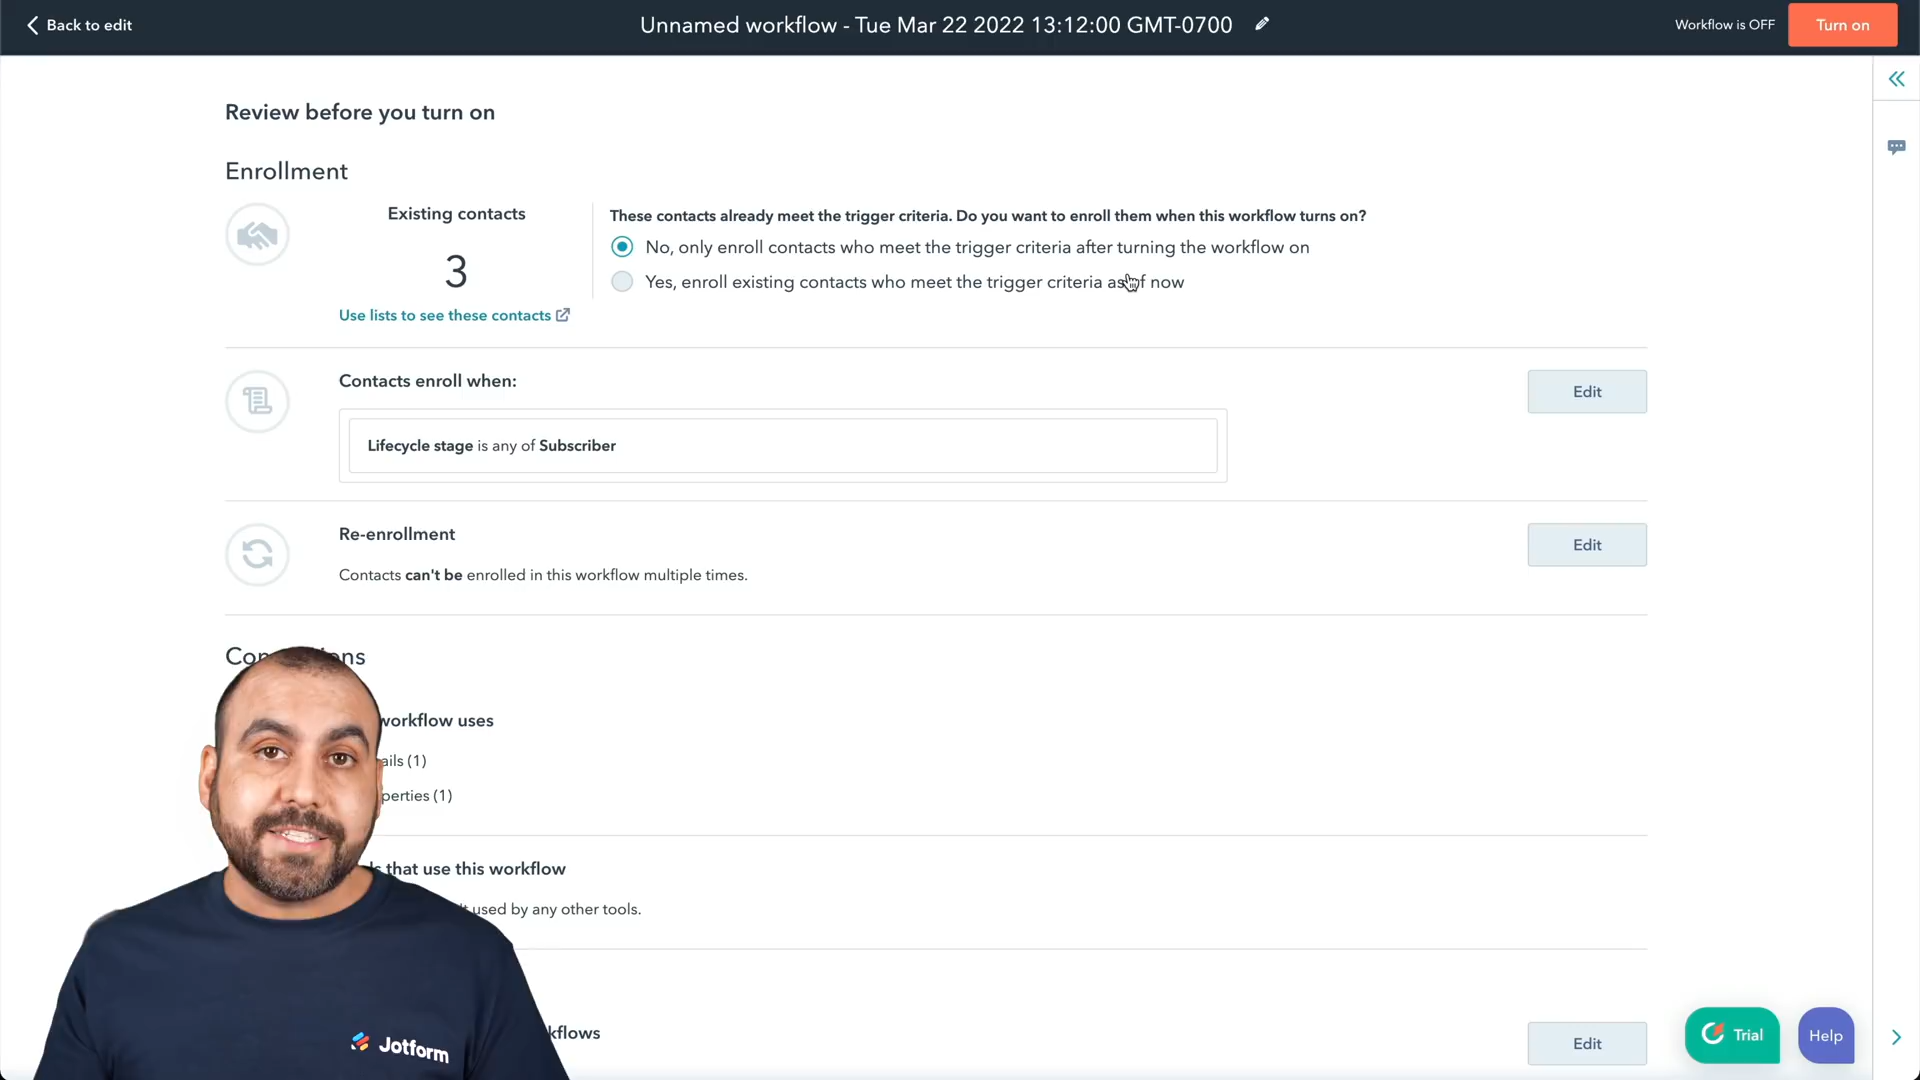 Back to edit
Unnamed workflow - Tue Mar 22 2022 13:12:00 GMT-0700
Workflow is OFF
Turn on
Review before you turn on
Enrollment
Existing contacts
3
Use lists to see these contacts
These contacts already meet the trigger criteria. Do you want to enroll them when this workflow turns on?
No, only enroll contacts who meet the trigger criteria after turning the workflow on
Yes, enroll existing contacts who meet the trigger criteria as of now
Contacts enroll when:
Edit
Lifecycle stage is any of Subscriber
Re-enrollment
Edit
Contacts can't be enrolled in this workflow multiple times.
workflow uses
(1)
(1)
that use this workflow
used by any other tools.
Edit
Jotform
Trial
Help